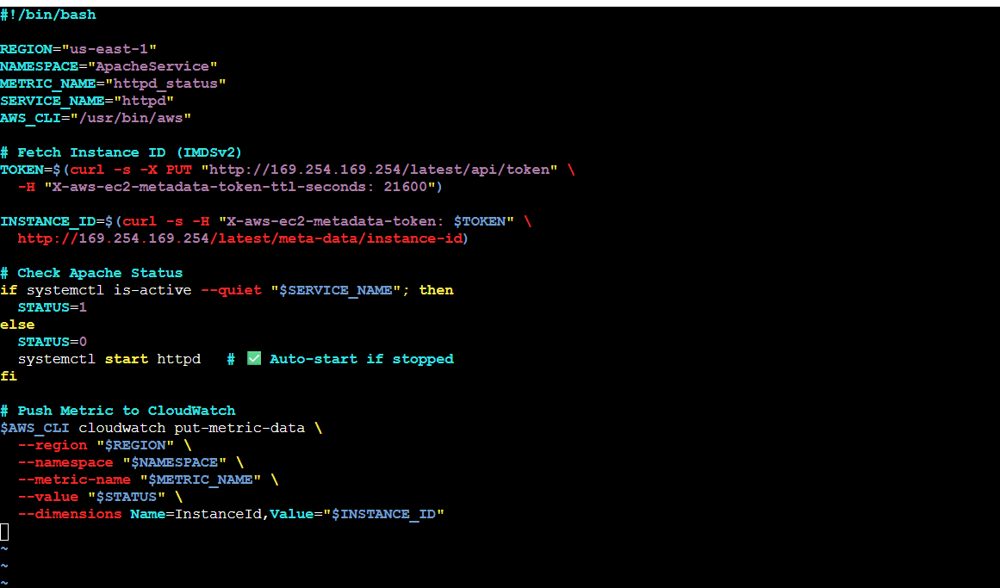 #!/bin/bash
REGION="us-east-1"
NAMESPACE="ApacheService"
METRIC_NAME="httpd_status"
SERVICE_NAME="httpd"
AWS_CLI="/usr/bin/aws"
# Fetch Instance ID (IMDSv2)
TOKEN=$(curl -s -X PUT "http://169.254.169.254/latest/api/token" \
  -H "X-aws-ec2-metadata-token-ttl-seconds: 21600")
INSTANCE_ID=$(curl -s -H "X-aws-ec2-metadata-token: $TOKEN" \
  http://169.254.169.254/latest/meta-data/instance-id)
# Check Apache Status
if systemctl is-active --quiet "$SERVICE_NAME"; then
  STATUS=1
else
  STATUS=0
  systemctl start httpd   # ✅ Auto-start if stopped
fi
# Push Metric to CloudWatch
$AWS_CLI cloudwatch put-metric-data \
  --region "$REGION" \
  --namespace "$NAMESPACE" \
  --metric-name "$METRIC_NAME" \
  --value "$STATUS" \
  --dimensions Name=InstanceId,Value="$INSTANCE_ID"
~
~
~